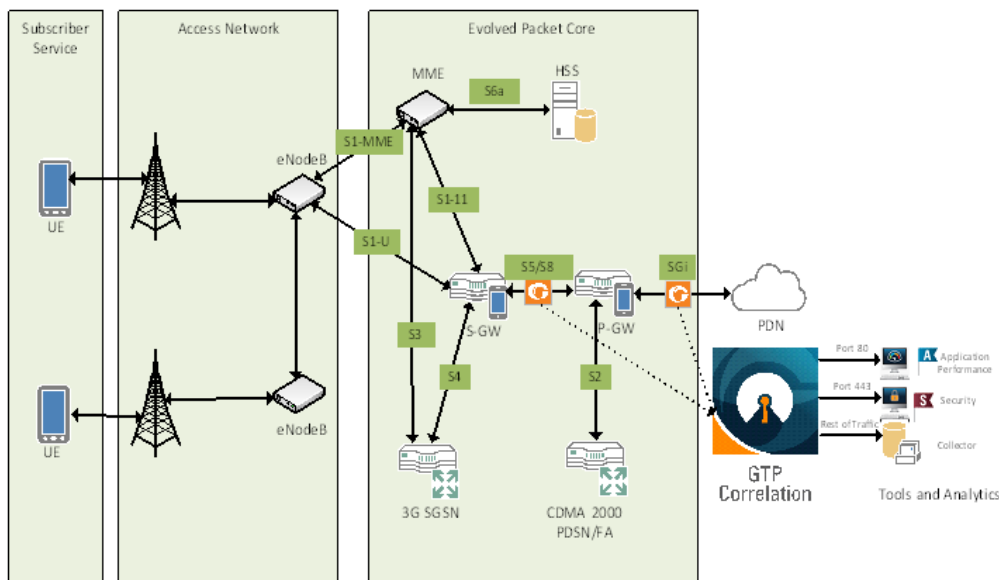 Subscriber
Service
Access Network
Evolved Packet Core
MME
HSS
S6a
S1-MME
eNodeB
S1-11
UE
S1-U
S5/S8
SGi
S-GW
P-GW
PDN
S3
S4
S2
Port 80
A
Application
Performance
Port 443
S
Security
Rest of Traffic
Collector
UE
eNodeB
GTP
Correlation
Tools and Analytics
3G SGSN
CDMA 2000
PDSN/FA